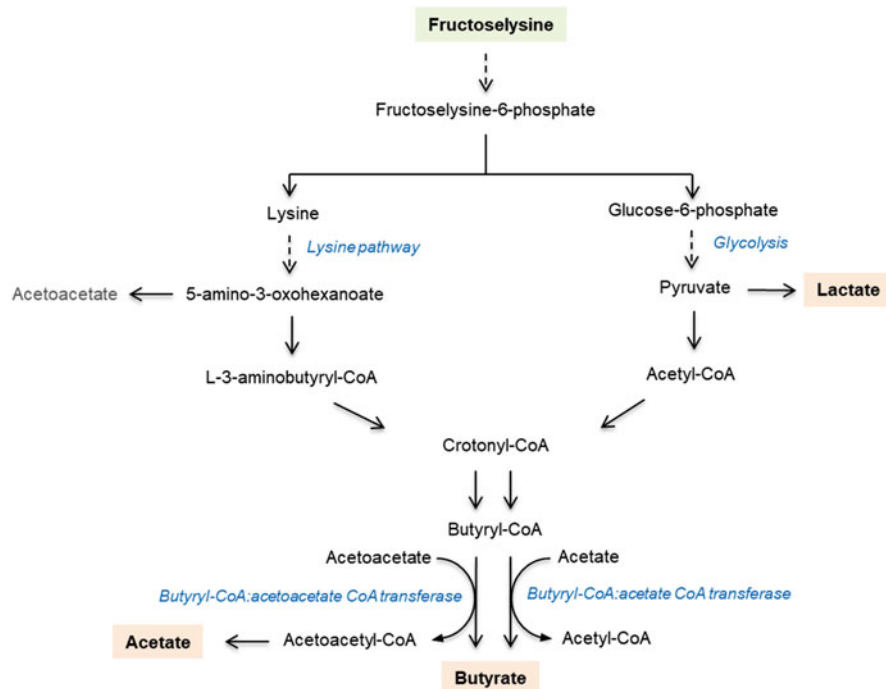 Fructoselysine
Fructoselysine-6-phosphate
Lysine
Glucose-6-phosphate
Lysine pathway
Glycolysis
Acetoacetate
5-amino-3-oxohexanoate
Pyruvate
Lactate
L-3-aminobutyryl-CoA
Acetyl-CoA
Crotonyl-CoA
Butyryl-CoA
Acetoacetate
Acetate
Butyryl-CoA:acetoacetate CoA transferase
Butyryl-CoA:acetate CoA transferase
Acetate
Acetoacetyl-CoA
Acetyl-CoA
Butyrate